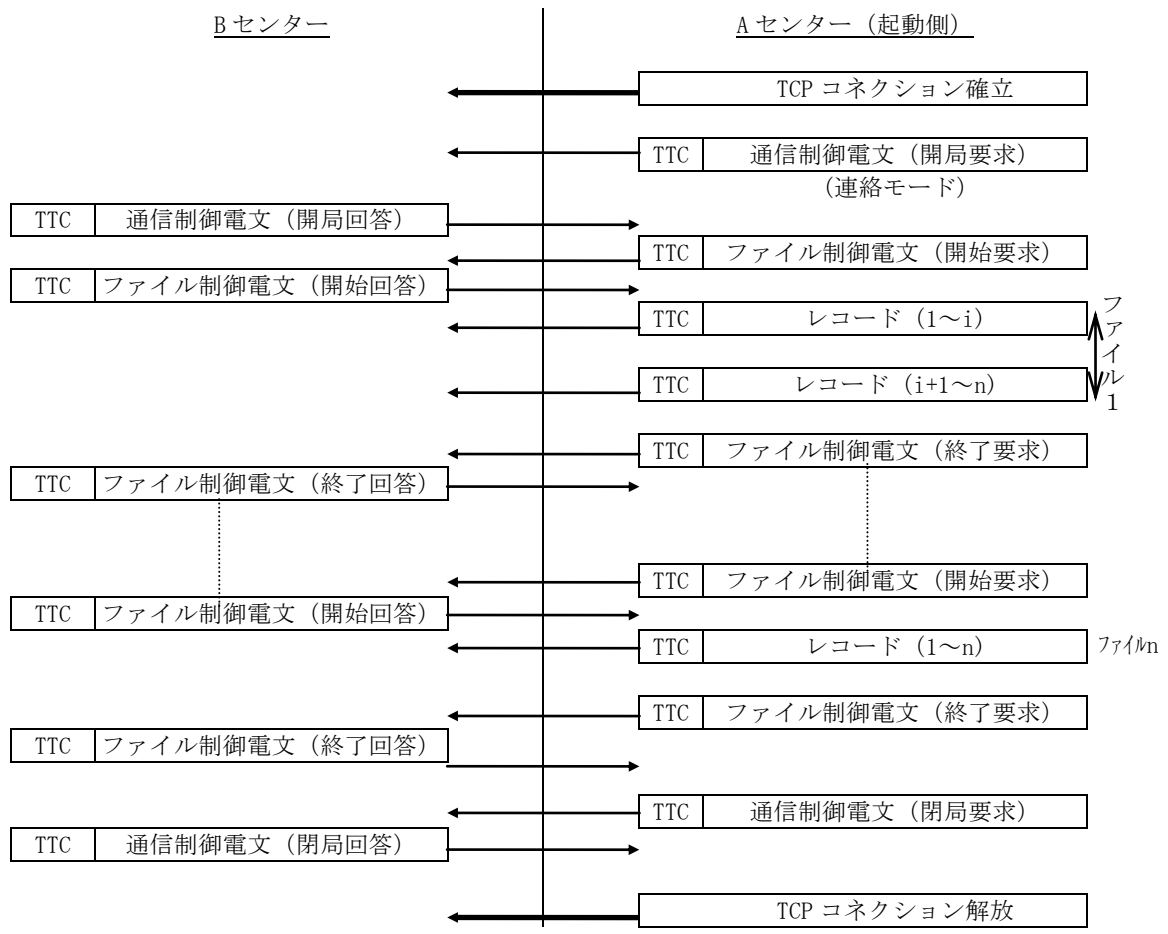 Bセンター
Aセンター(起動側)
TCPコネクション確立
TTC 通信制御電文(開局要求)
(連絡モード)
TTC 通信制御電文(開局回答)
TTC ファイル制御電文(開始要求)
TTC ファイル制御電文(開始回答)
TTC レコード(1~i)
ファイル1
TTC レコード(i+1~n)
TTC ファイル制御電文(終了要求)
TTC ファイル制御電文(終了回答)
TTC ファイル制御電文(開始要求)
TTC ファイル制御電文(開始回答)
TTC レコード(1~n)
ファイルn
TTC ファイル制御電文(終了要求)
TTC ファイル制御電文(終了回答)
TTC 通信制御電文(閉局要求)
TTC 通信制御電文(閉局回答)
TCPコネクション解放